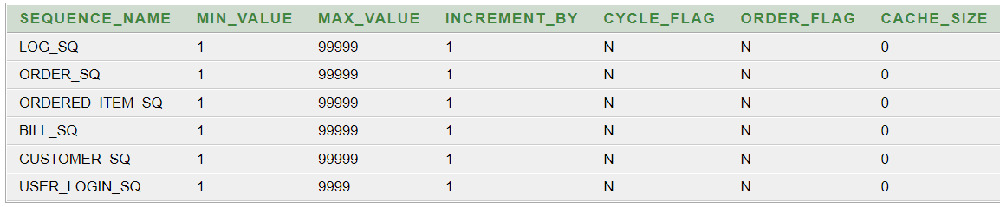 SEQUENCE_NAME MIN_VALUE MAX_VALUE INCREMENT_BY CYCLE_FLAG ORDER_FLAG CACHE_SIZE
LOG_SQ 1 99999 1 N N 0
ORDER_SQ 1 99999 1 N N 0
ORDERED_ITEM_SQ 1 99999 1 N N 0
BILL_SQ 1 99999 1 N N 0
CUSTOMER_SQ 1 99999 1 N N 0
USER_LOGIN_SQ 1 9999 1 N N 0